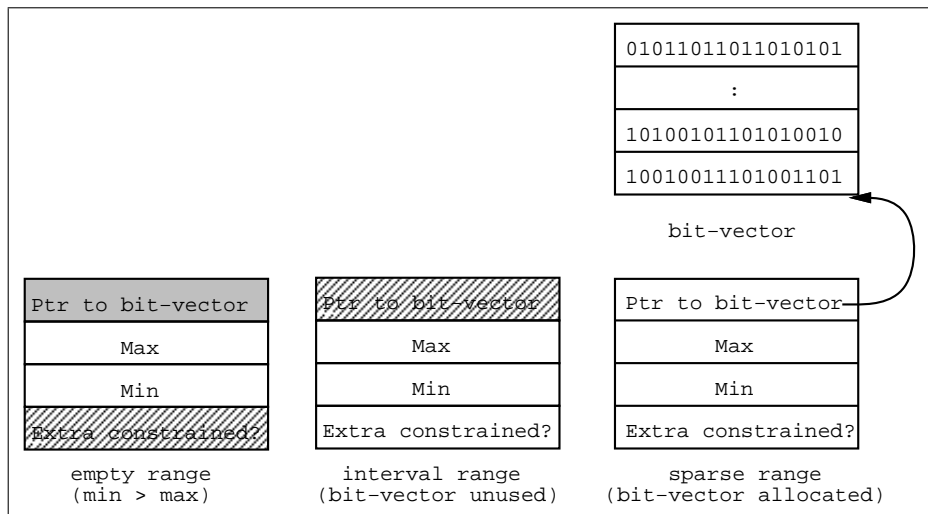 01011011011010101
:
10100101101010010
10010011101001101
bit-vector
Ptr to bit-vector
Max
Min
Extra constrained?
empty range
(min > max)
Ptr to bit-vector
Max
Min
Extra constrained?
interval range
(bit-vector unused)
Ptr to bit-vector
Max
Min
Extra constrained?
sparse range
(bit-vector allocated)